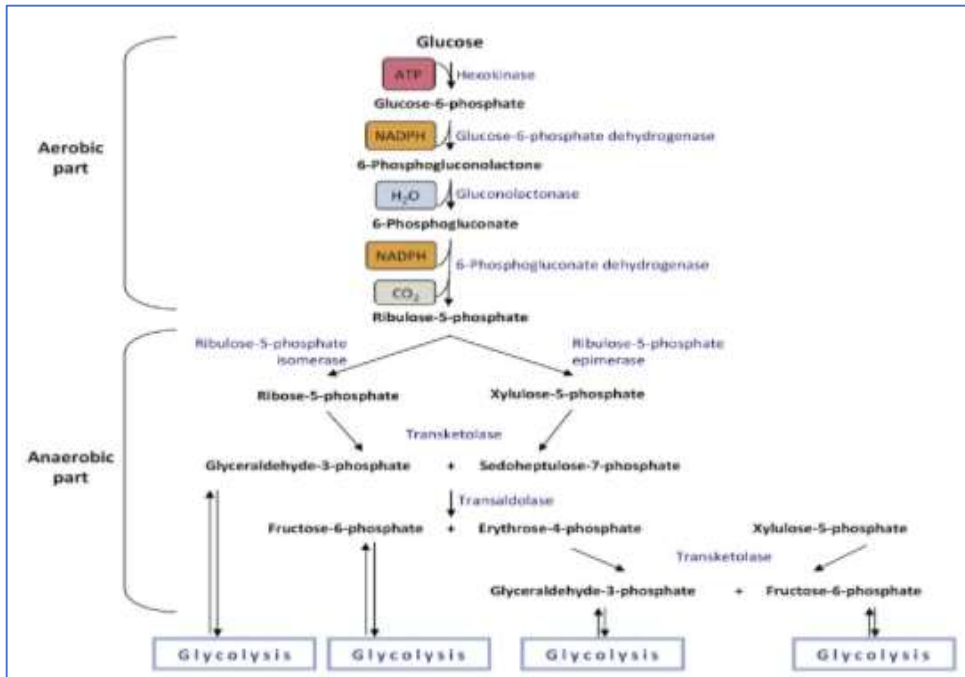 Glucose
ATP
Hexokinase
Glucose-6-phosphate
NADPH
Glucose-6-phosphate dehydrogenase
Aerobic
part
6-Phosphogluconolactone
H₂O
Gluconolactonase
6-Phosphogluconate
NADPH
6-Phosphogluconate dehydrogenase
CO₂
Ribulose-5-phosphate
Ribulose-5-phosphate
isomerase
Ribulose-5-phosphate
epimerase
Ribose-5-phosphate
Xylulose-5-phosphate
Transketolase
Anaerobic
part
Glyceraldehyde-3-phosphate + Sedoheptulose-7-phosphate
Transaldolase
Fructose-6-phosphate + Erythrose-4-phosphate
Xylulose-5-phosphate
Transketolase
Glyceraldehyde-3-phosphate + Fructose-6-phosphate
Glycolysis
Glycolysis
Glycolysis
Glycolysis